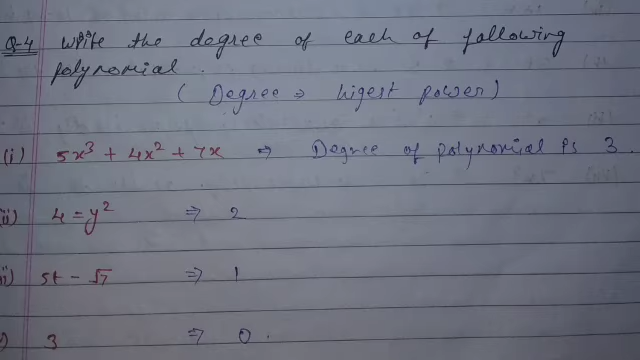 Q-4 Write the degree of each of following
polynomial.
( Degree ⇒ higest power )
(i) 5x³ + 4x² + 7x ⇒ Degree of polynomial is 3.
ii) 4 = y² ⇒ 2
ii) 5t - √7 ⇒ 1
) 3 ⇒ 0.